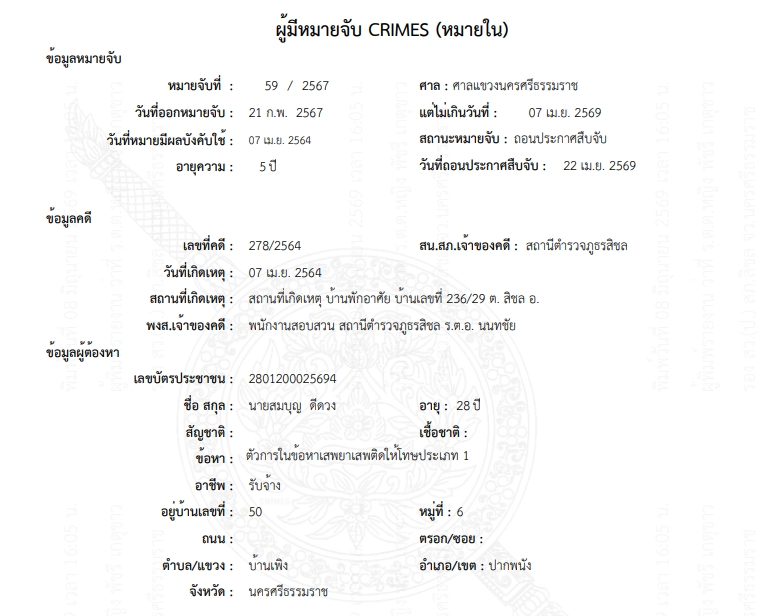 ผู้มีหมายจับ CRIMES (หมายใน)
ข้อมูลหมายจับ
หมายจับที่ : 59 / 2567 ศาล : ศาลแขวงนครศรีธรรมราช
วันที่ออกหมายจับ : 21 ก.พ. 2567 แต่ไม่เกินวันที่ : 07 เม.ย. 2569
วันที่หมายมีผลบังคับใช้ : 07 เม.ย. 2564 สถานะหมายจับ : ถอนประกาศสืบจับ
อายุความ : 5 ปี วันที่ถอนประกาศสืบจับ : 22 เม.ย. 2569
ข้อมูลคดี
เลขที่คดี : 278/2564 สน.สภ.เจ้าของคดี : สถานีตำรวจภูธรสิชล
วันที่เกิดเหตุ : 07 เม.ย. 2564
สถานที่เกิดเหตุ : สถานที่เกิดเหตุ บ้านพักอาศัย บ้านเลขที่ 236/29 ต. สิชล อ.
พงส.เจ้าของคดี : พนักงานสอบสวน สถานีตำรวจภูธรสิชล ร.ต.อ. นนทชัย
ข้อมูลผู้ต้องหา
เลขบัตรประชาชน : 2801200025694
ชื่อ สกุล : นายสมบุญ ดีดวง อายุ : 28 ปี
สัญชาติ : เชื้อชาติ :
ข้อหา : ตัวการในข้อหาเสพยาเสพติดให้โทษประเภท 1
อาชีพ : รับจ้าง
อยู่บ้านเลขที่ : 50 หมู่ที่ : 6
ถนน : ตรอก/ซอย :
ตำบล/แขวง : บ้านเพิง อำเภอ/เขต : ปากพนัง
จังหวัด : นครศรีธรรมราช